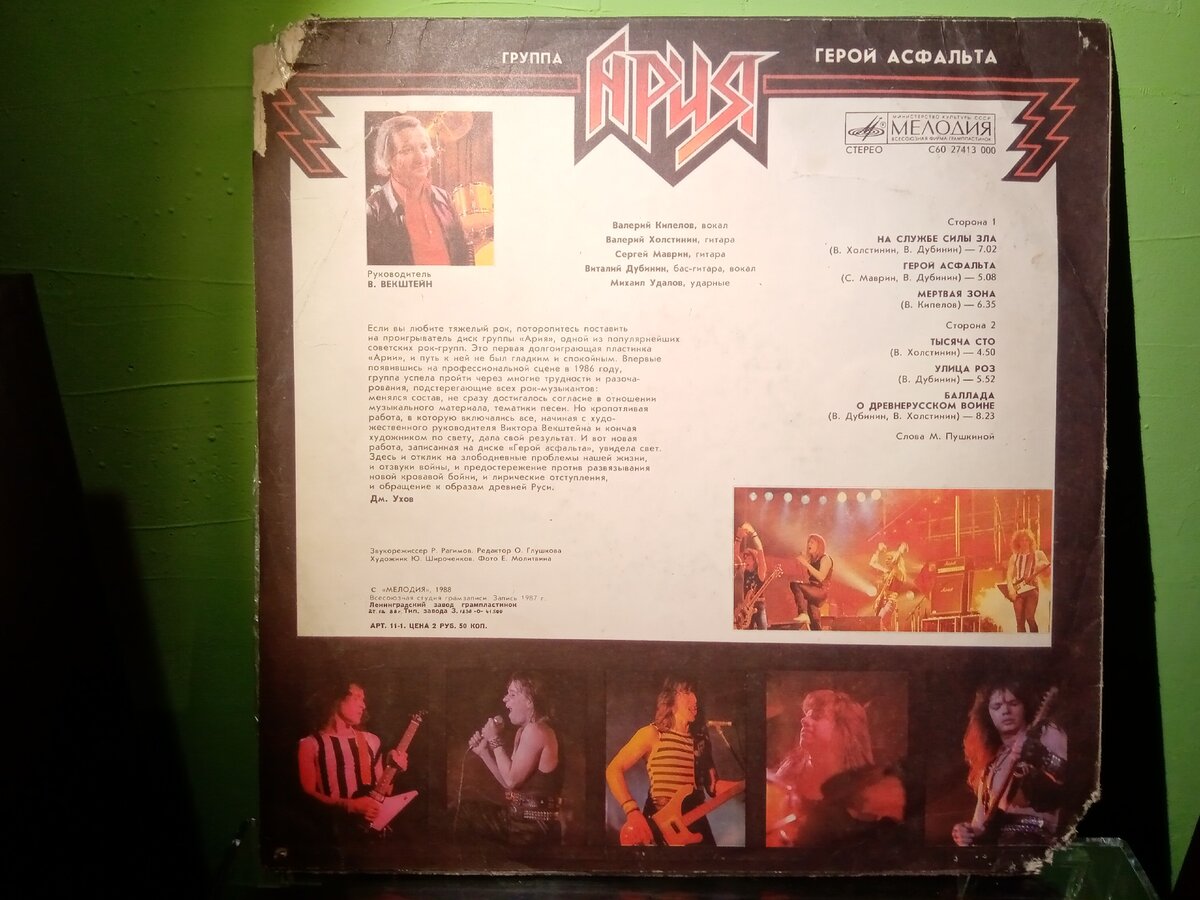 ГРУППА
АРИЯ
ГЕРОЙ АСФАЛЬТА
МИНИСТЕРСТВО КУЛЬТУРЫ СССР
МЕЛОДИЯ
ВСЕСОЮЗНАЯ ФИРМА ГРАМПЛАСТИНОК
СТЕРЕО С60 27413 000
Руководитель
В. ВЕКШТЕЙН
Валерий Кипелов, вокал
Валерий Холстинин, гитара
Сергей Маврин, гитара
Виталий Дубинин, бас-гитара, вокал
Михаил Удалов, ударные
Сторона 1
НА СЛУЖБЕ СИЛЫ ЗЛА
(В. Холстинин, В. Дубинин) — 7.02
ГЕРОЙ АСФАЛЬТА
(С. Маврин, В. Дубинин) — 5.08
МЕРТВАЯ ЗОНА
(В. Кипелов) — 6.35
Сторона 2
ТЫСЯЧА СТО
(В. Холстинин) — 4.50
УЛИЦА РОЗ
(В. Дубинин) — 5.52
БАЛЛАДА
О ДРЕВНЕРУССКОМ ВОИНЕ
(В. Дубинин, В. Холстинин) — 8.23
Слова М. Пушкиной
Если вы любите тяжелый рок, поторопитесь поставить
на проигрыватель диск группы «Ария», одной из популярнейших
советских рок-групп. Это первая долгоиграющая пластинка
«Арии», и путь к ней не был гладким и спокойным. Впервые
появившись на профессиональной сцене в 1986 году,
группа успела пройти через многие трудности и разоча-
рования, подстерегающие всех рок-музыкантов:
менялся состав, не сразу достигалось согласие в отношении
музыкального материала, тематики песен. Но кропотливая
работа, в которую включались все, начиная с худо-
жественного руководителя Виктора Векштейна и кончая
художником по свету, дала свой результат. И вот новая
работа, записанная на диске «Герой асфальта», увидела свет.
Здесь и отклик на злободневные проблемы нашей жизни,
и отзвуки войны, и предостережение против развязывания
новой кровавой бойни, и лирические отступления,
и обращение к образам древней Руси.
Дм. Ухов
Звукорежиссер Р. Рагимов. Редактор О. Глушкова
Художник Ю. Широченков. Фото Е. Молитвина
С «МЕЛОДИЯ», 1988
Всесоюзная студия грамзаписи. Запись 1987 г.
Ленинградский завод грампластинок
Тип. завода З.
АРТ. 11-1. ЦЕНА 2 РУБ. 50 КОП.